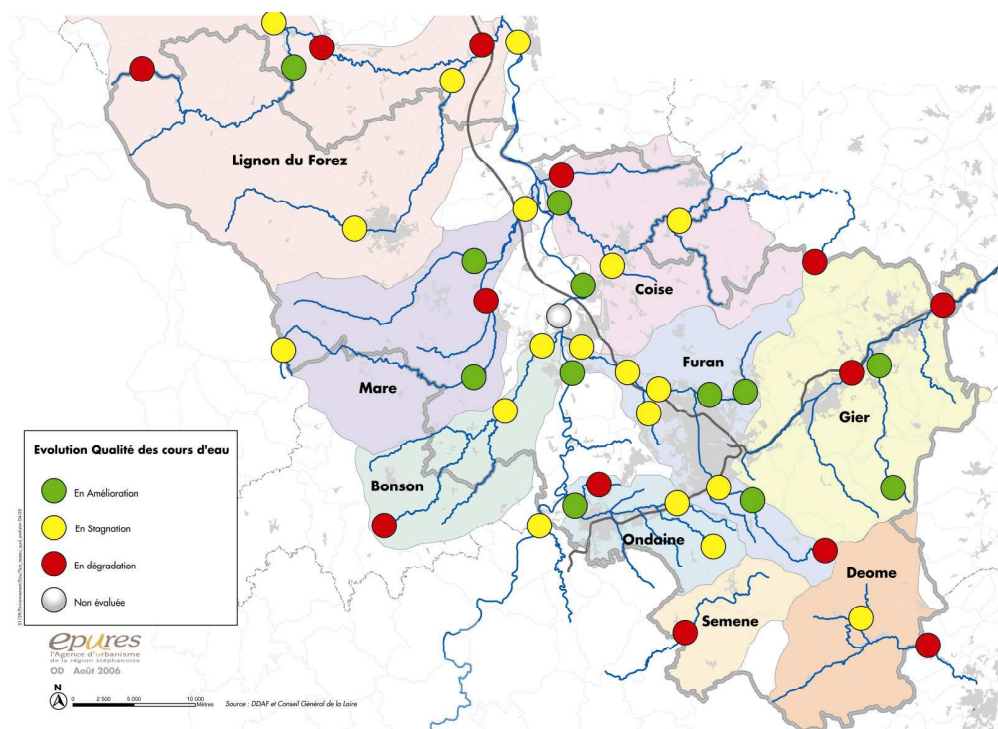 Lignon du Forez
Coise
Mare
Furan
Gier
Bonson
Ondaine
Semene
Deome
Evolution Qualité des cours d'eau
En Amélioration
En Stagnation
En dégradation
Non évaluée
epures
l'Agence d'urbanisme
de la région stéphanoise
OD Août 2006
N
0 2 500 5 000 10 000
Mètres
Source : DDAF et Conseil Général de la Loire